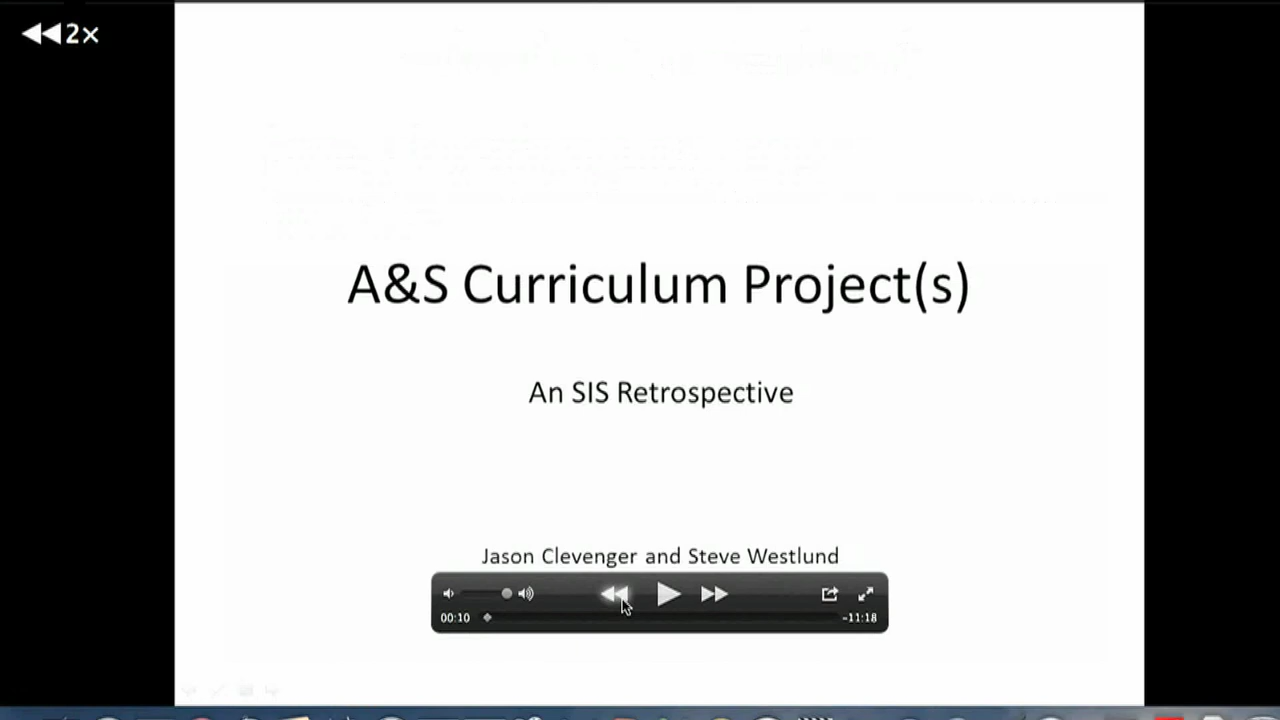 2×
A&S Curriculum Project(s)
An SIS Retrospective
Jason Clevenger and Steve Westlund
00:10
-11:18